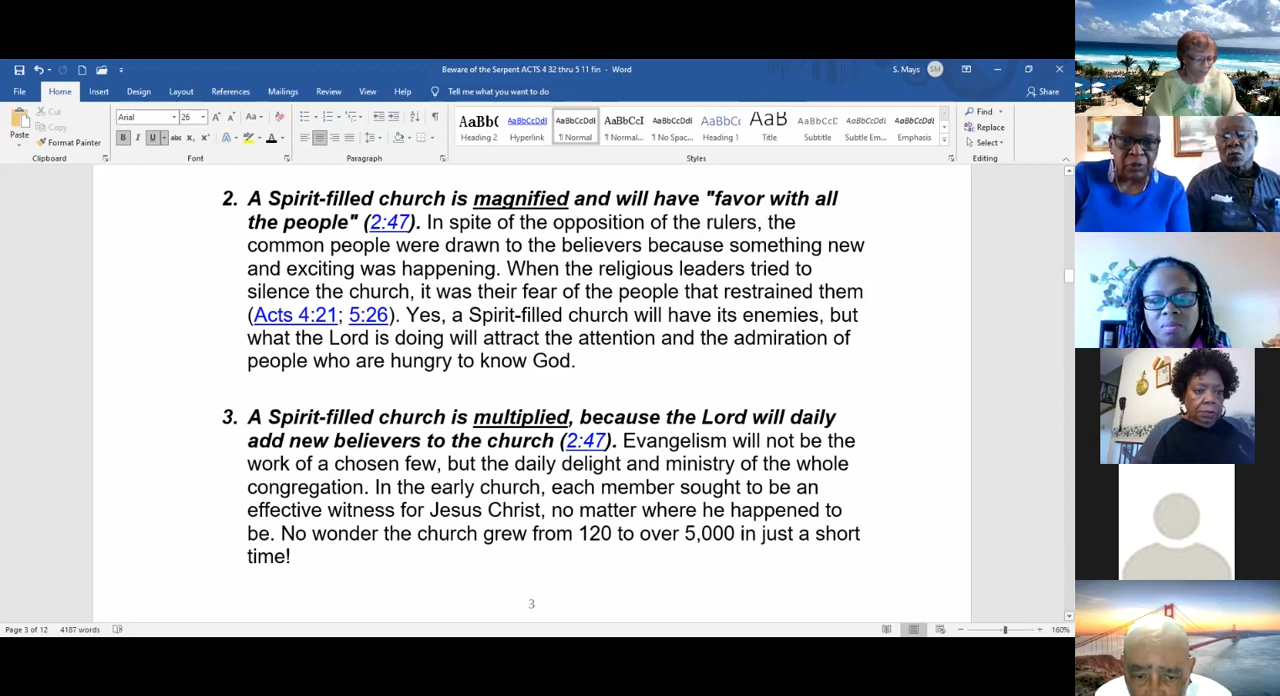 Beware of the Serpent ACTS 4 32 thru 5 11 fin - Word
S. Mays SM
File Home Insert Design Layout References Mailings Review View Help Tell me what you want to do Share
Paste Cut
Copy
Format Painter
Arial 26
Clipboard Font Paragraph Styles Editing
AaBb( AaBbCcDdI AaBbCcDdI AaBbCcI AaBbCcDdI AaBbC( AaB AaBbCcD AaBbCcDdI AaBbCcDdI
Heading 2 Hyperlink ¶ Normal ¶ Normal... ¶ No Spac... Heading 1 Title Subtitle Subtle Em... Emphasis
Find
Replace
Select
2. A Spirit-filled church is magnified and will have "favor with all
the people" (2:47). In spite of the opposition of the rulers, the
common people were drawn to the believers because something new
and exciting was happening. When the religious leaders tried to
silence the church, it was their fear of the people that restrained them
(Acts 4:21; 5:26). Yes, a Spirit-filled church will have its enemies, but
what the Lord is doing will attract the attention and the admiration of
people who are hungry to know God.
3. A Spirit-filled church is multiplied, because the Lord will daily
add new believers to the church (2:47). Evangelism will not be the
work of a chosen few, but the daily delight and ministry of the whole
congregation. In the early church, each member sought to be an
effective witness for Jesus Christ, no matter where he happened to
be. No wonder the church grew from 120 to over 5,000 in just a short
time!
3
Page 3 of 12 4187 words 160%